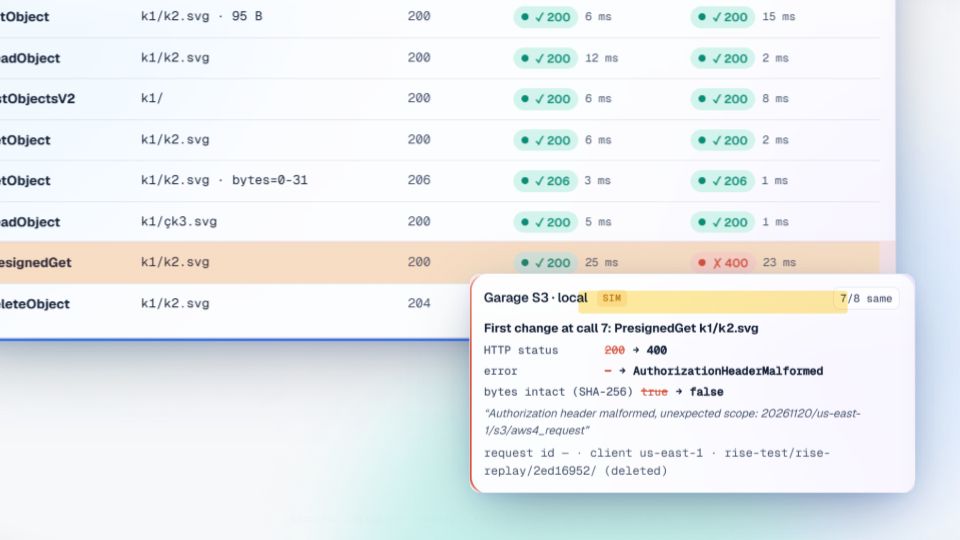 tObject k1/k2.svg · 95 B 200 ✓ 200 6 ms ✓ 200 15 ms
adObject k1/k2.svg 200 ✓ 200 12 ms ✓ 200 2 ms
stObjectsV2 k1/ 200 ✓ 200 6 ms ✓ 200 8 ms
etObject k1/k2.svg 200 ✓ 200 6 ms ✓ 200 2 ms
etObject k1/k2.svg · bytes=0-31 206 ✓ 206 3 ms ✓ 206 1 ms
adObject k1/çk3.svg 200 ✓ 200 5 ms ✓ 200 1 ms
esignedGet k1/k2.svg 200 ✓ 200 25 ms ✗ 400 23 ms
eleteObject k1/k2.svg 204
Garage S3 · local SIM 7/8 same
First change at call 7: PresignedGet k1/k2.svg
HTTP status 200 → 400
error — → AuthorizationHeaderMalformed
bytes intact (SHA-256) true → false
“Authorization header malformed, unexpected scope: 20261120/us-east-
1/s3/aws4_request”
request id — · client us-east-1 · rise-test/rise-
replay/2ed16952/ (deleted)